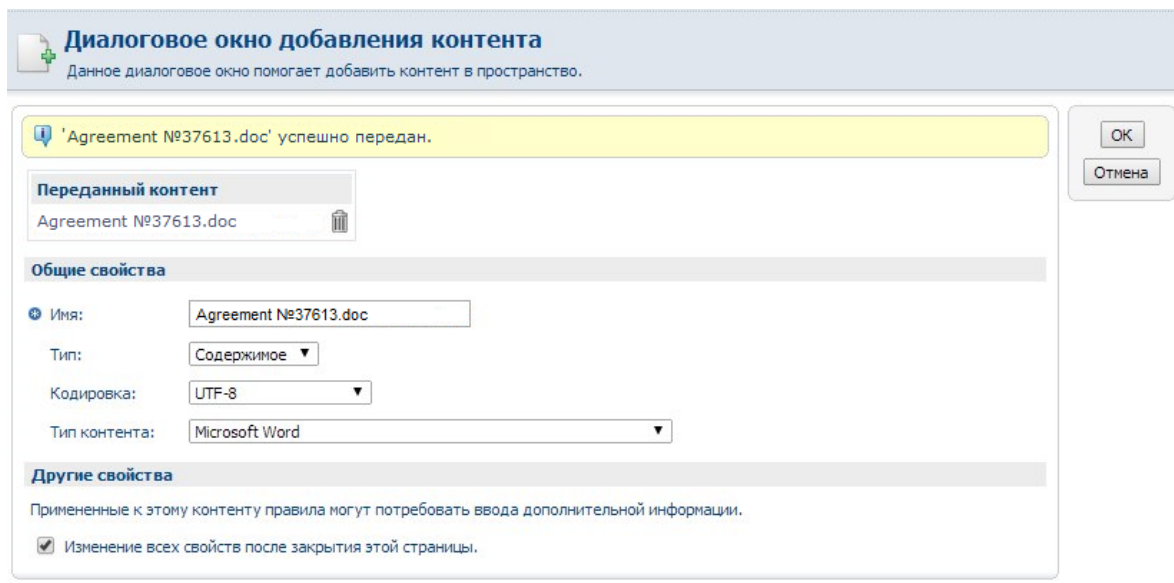 Диалоговое окно добавления контента
Данное диалоговое окно помогает добавить контент в пространство.
'Agreement №37613.doc' успешно передан.
OK
Отмена
Переданный контент
Agreement №37613.doc
Общие свойства
Имя: Agreement №37613.doc
Тип: Содержимое
Кодировка: UTF-8
Тип контента: Microsoft Word
Другие свойства
Примененные к этому контенту правила могут потребовать ввода дополнительной информации.
Изменение всех свойств после закрытия этой страницы.